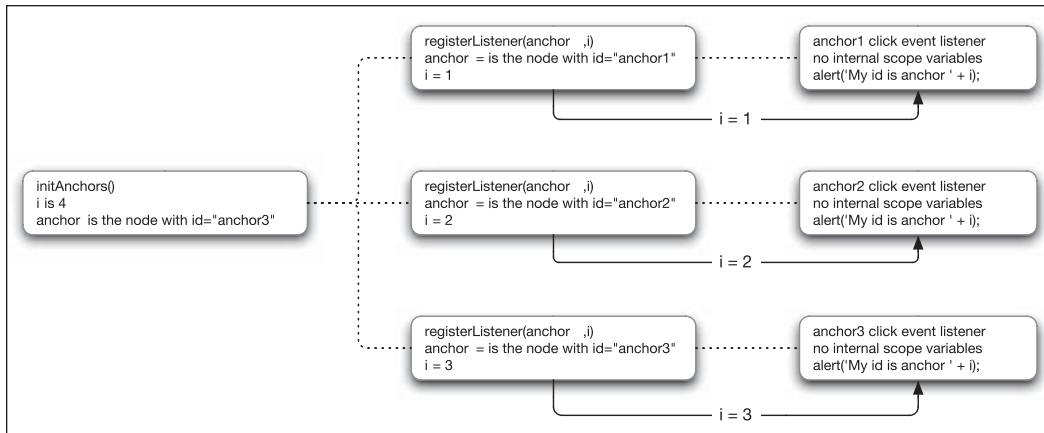 initAnchors()
i is 4
anchor is the node with id="anchor3"
registerListener(anchor ,i)
anchor = is the node with id="anchor1"
i = 1
anchor1 click event listener
no internal scope variables
alert('My id is anchor ' + i);
i = 1
registerListener(anchor ,i)
anchor = is the node with id="anchor2"
i = 2
anchor2 click event listener
no internal scope variables
alert('My id is anchor ' + i);
i = 2
registerListener(anchor ,i)
anchor = is the node with id="anchor3"
i = 3
anchor3 click event listener
no internal scope variables
alert('My id is anchor ' + i);
i = 3